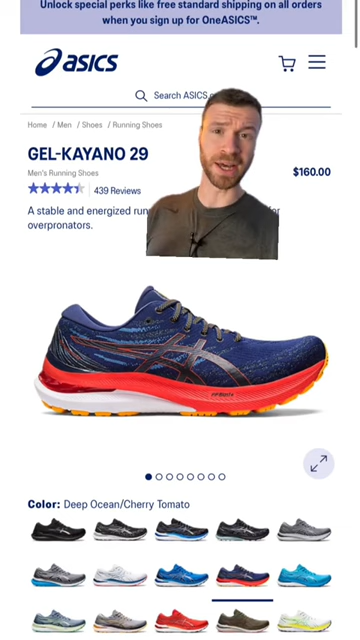 Unlock special perks like free standard shipping on all orders
when you sign up for OneASICS™.
asics
Search ASICS.
Home / Men / Shoes / Running Shoes
GEL-KAYANO 29
Men's Running Shoes
$160.00
439 Reviews
A stable and energized run for
overpronators.
Color: Deep Ocean/Cherry Tomato